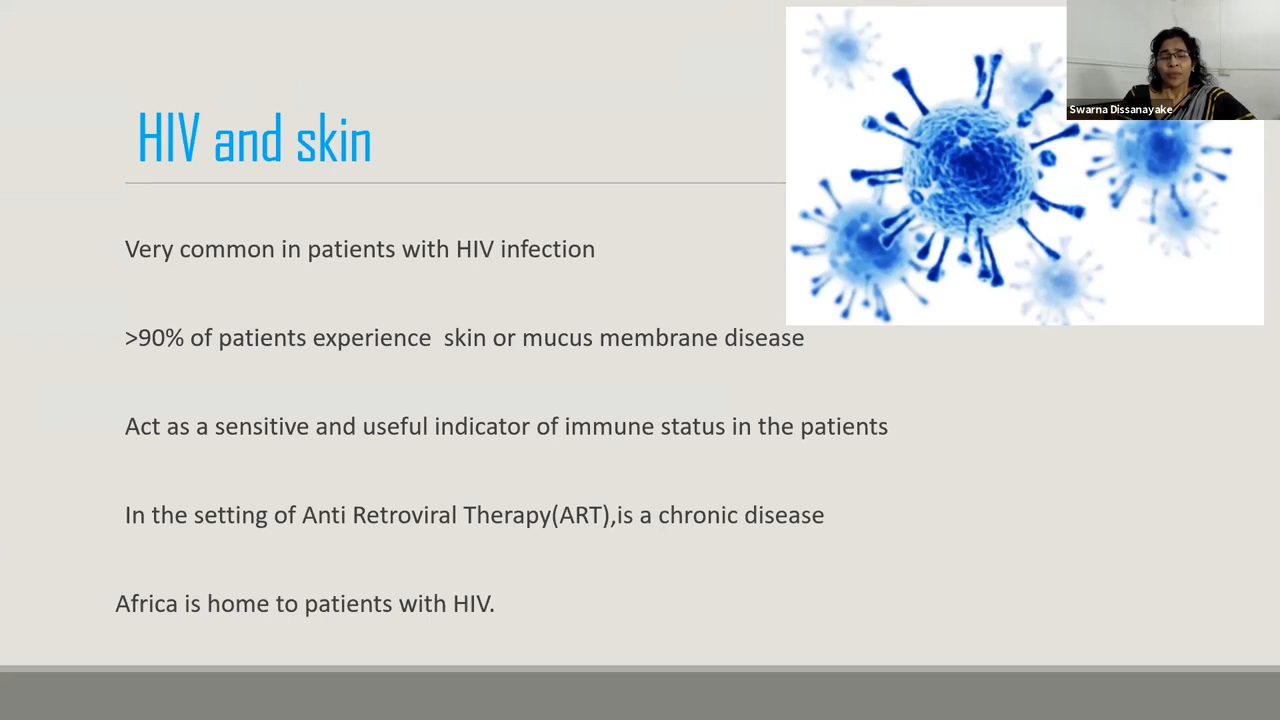 Swarna Dissanayake
HIV and skin
Very common in patients with HIV infection
>90% of patients experience  skin or mucus membrane disease
Act as a sensitive and useful indicator of immune status in the patients
In the setting of Anti Retroviral Therapy(ART),is a chronic disease
Africa is home to patients with HIV.